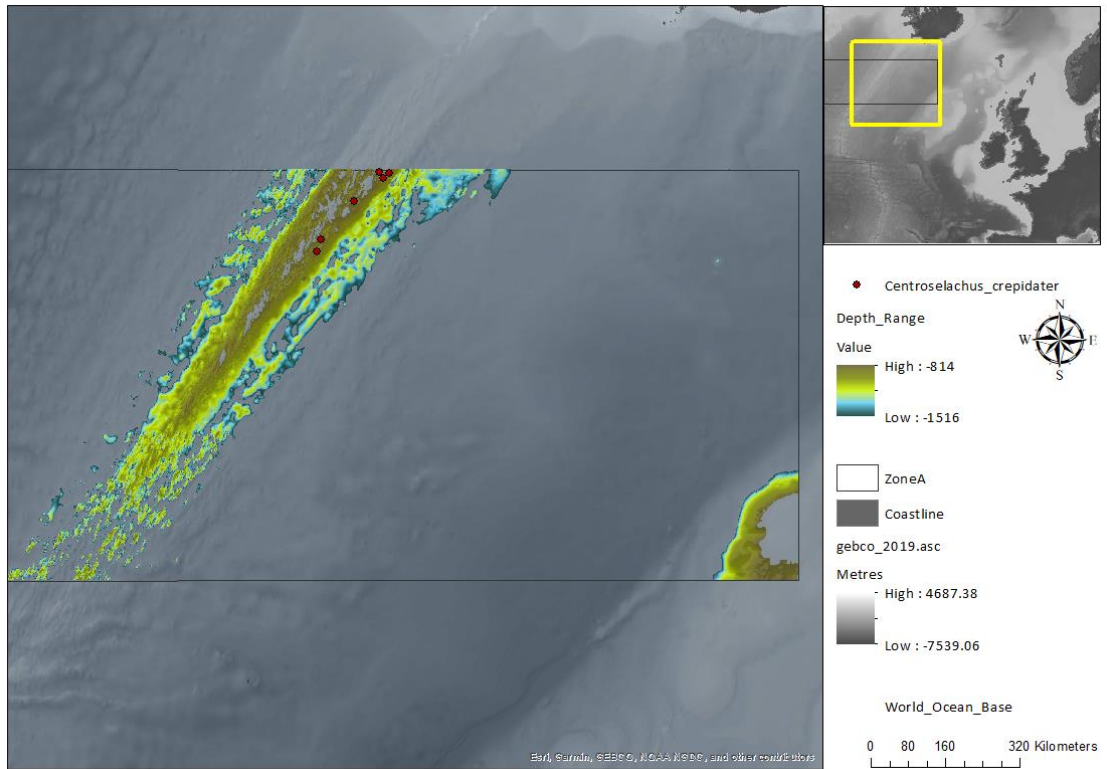 Centroselachus_crepidater
N
Depth_Range
W E
Value
S
High : -814
Low : -1516
ZoneA
Coastline
gebco_2019.asc
Metres
High : 4687.38
Low : -7539.06
World_Ocean_Base
0 80 160 320 Kilometers
Esri, Garmin, GEBCO, NOAA NGDC, and other contributors